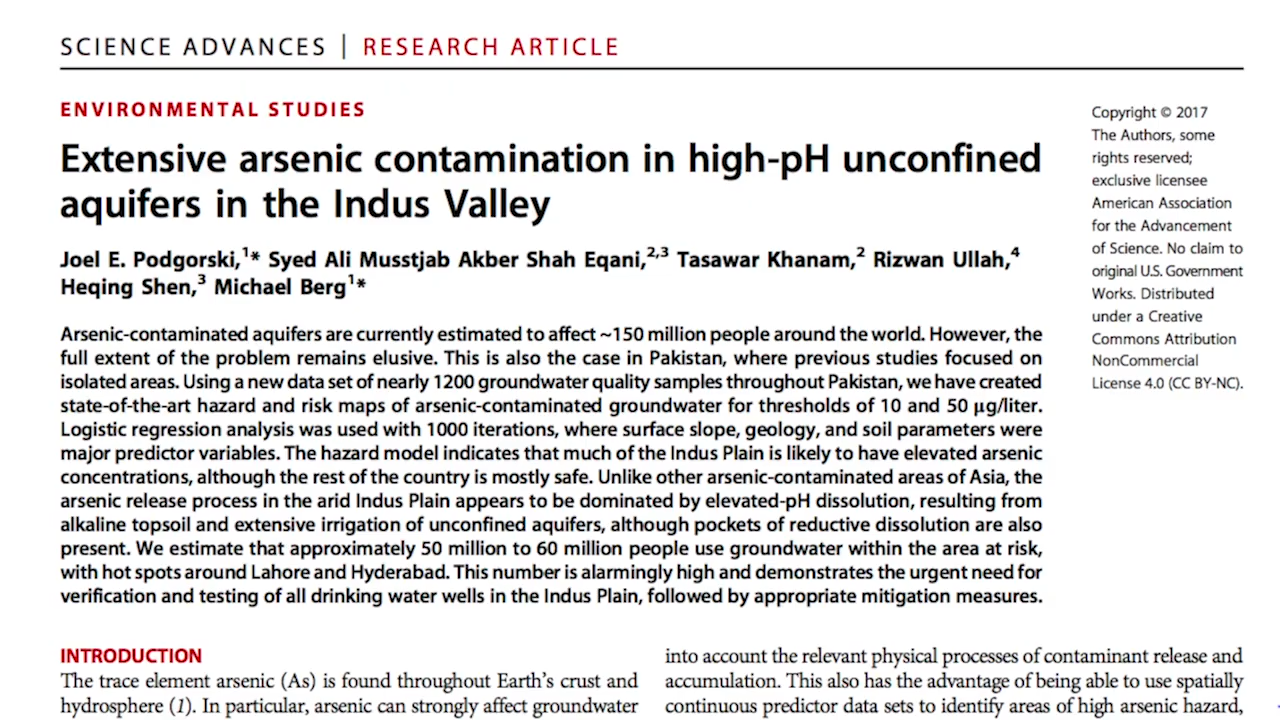 SCIENCE ADVANCES | RESEARCH ARTICLE
ENVIRONMENTAL STUDIES
Extensive arsenic contamination in high-pH unconfined
aquifers in the Indus Valley
Joel E. Podgorski,1* Syed Ali Musstjab Akber Shah Eqani,2,3 Tasawar Khanam,2 Rizwan Ullah,4
Heqing Shen,3 Michael Berg1*
Arsenic-contaminated aquifers are currently estimated to affect ~150 million people around the world. However, the
full extent of the problem remains elusive. This is also the case in Pakistan, where previous studies focused on
isolated areas. Using a new data set of nearly 1200 groundwater quality samples throughout Pakistan, we have created
state-of-the-art hazard and risk maps of arsenic-contaminated groundwater for thresholds of 10 and 50 μg/liter.
Logistic regression analysis was used with 1000 iterations, where surface slope, geology, and soil parameters were
major predictor variables. The hazard model indicates that much of the Indus Plain is likely to have elevated arsenic
concentrations, although the rest of the country is mostly safe. Unlike other arsenic-contaminated areas of Asia, the
arsenic release process in the arid Indus Plain appears to be dominated by elevated-pH dissolution, resulting from
alkaline topsoil and extensive irrigation of unconfined aquifers, although pockets of reductive dissolution are also
present. We estimate that approximately 50 million to 60 million people use groundwater within the area at risk,
with hot spots around Lahore and Hyderabad. This number is alarmingly high and demonstrates the urgent need for
verification and testing of all drinking water wells in the Indus Plain, followed by appropriate mitigation measures.
Copyright © 2017
The Authors, some
rights reserved;
exclusive licensee
American Association
for the Advancement
of Science. No claim to
original U.S. Government
Works. Distributed
under a Creative
Commons Attribution
NonCommercial
License 4.0 (CC BY-NC).
INTRODUCTION
The trace element arsenic (As) is found throughout Earth's crust and
hydrosphere (1). In particular, arsenic can strongly affect groundwater
into account the relevant physical processes of contaminant release and
accumulation. This also has the advantage of being able to use spatially
continuous predictor data sets to identify areas of high arsenic hazard,